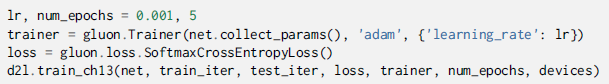 lr, num_epochs = 0.001, 5
trainer = gluon.Trainer(net.collect_params(), 'adam', {'learning_rate': lr})
loss = gluon.loss.SoftmaxCrossEntropyLoss()
d2l.train_ch13(net, train_iter, test_iter, loss, trainer, num_epochs, devices)